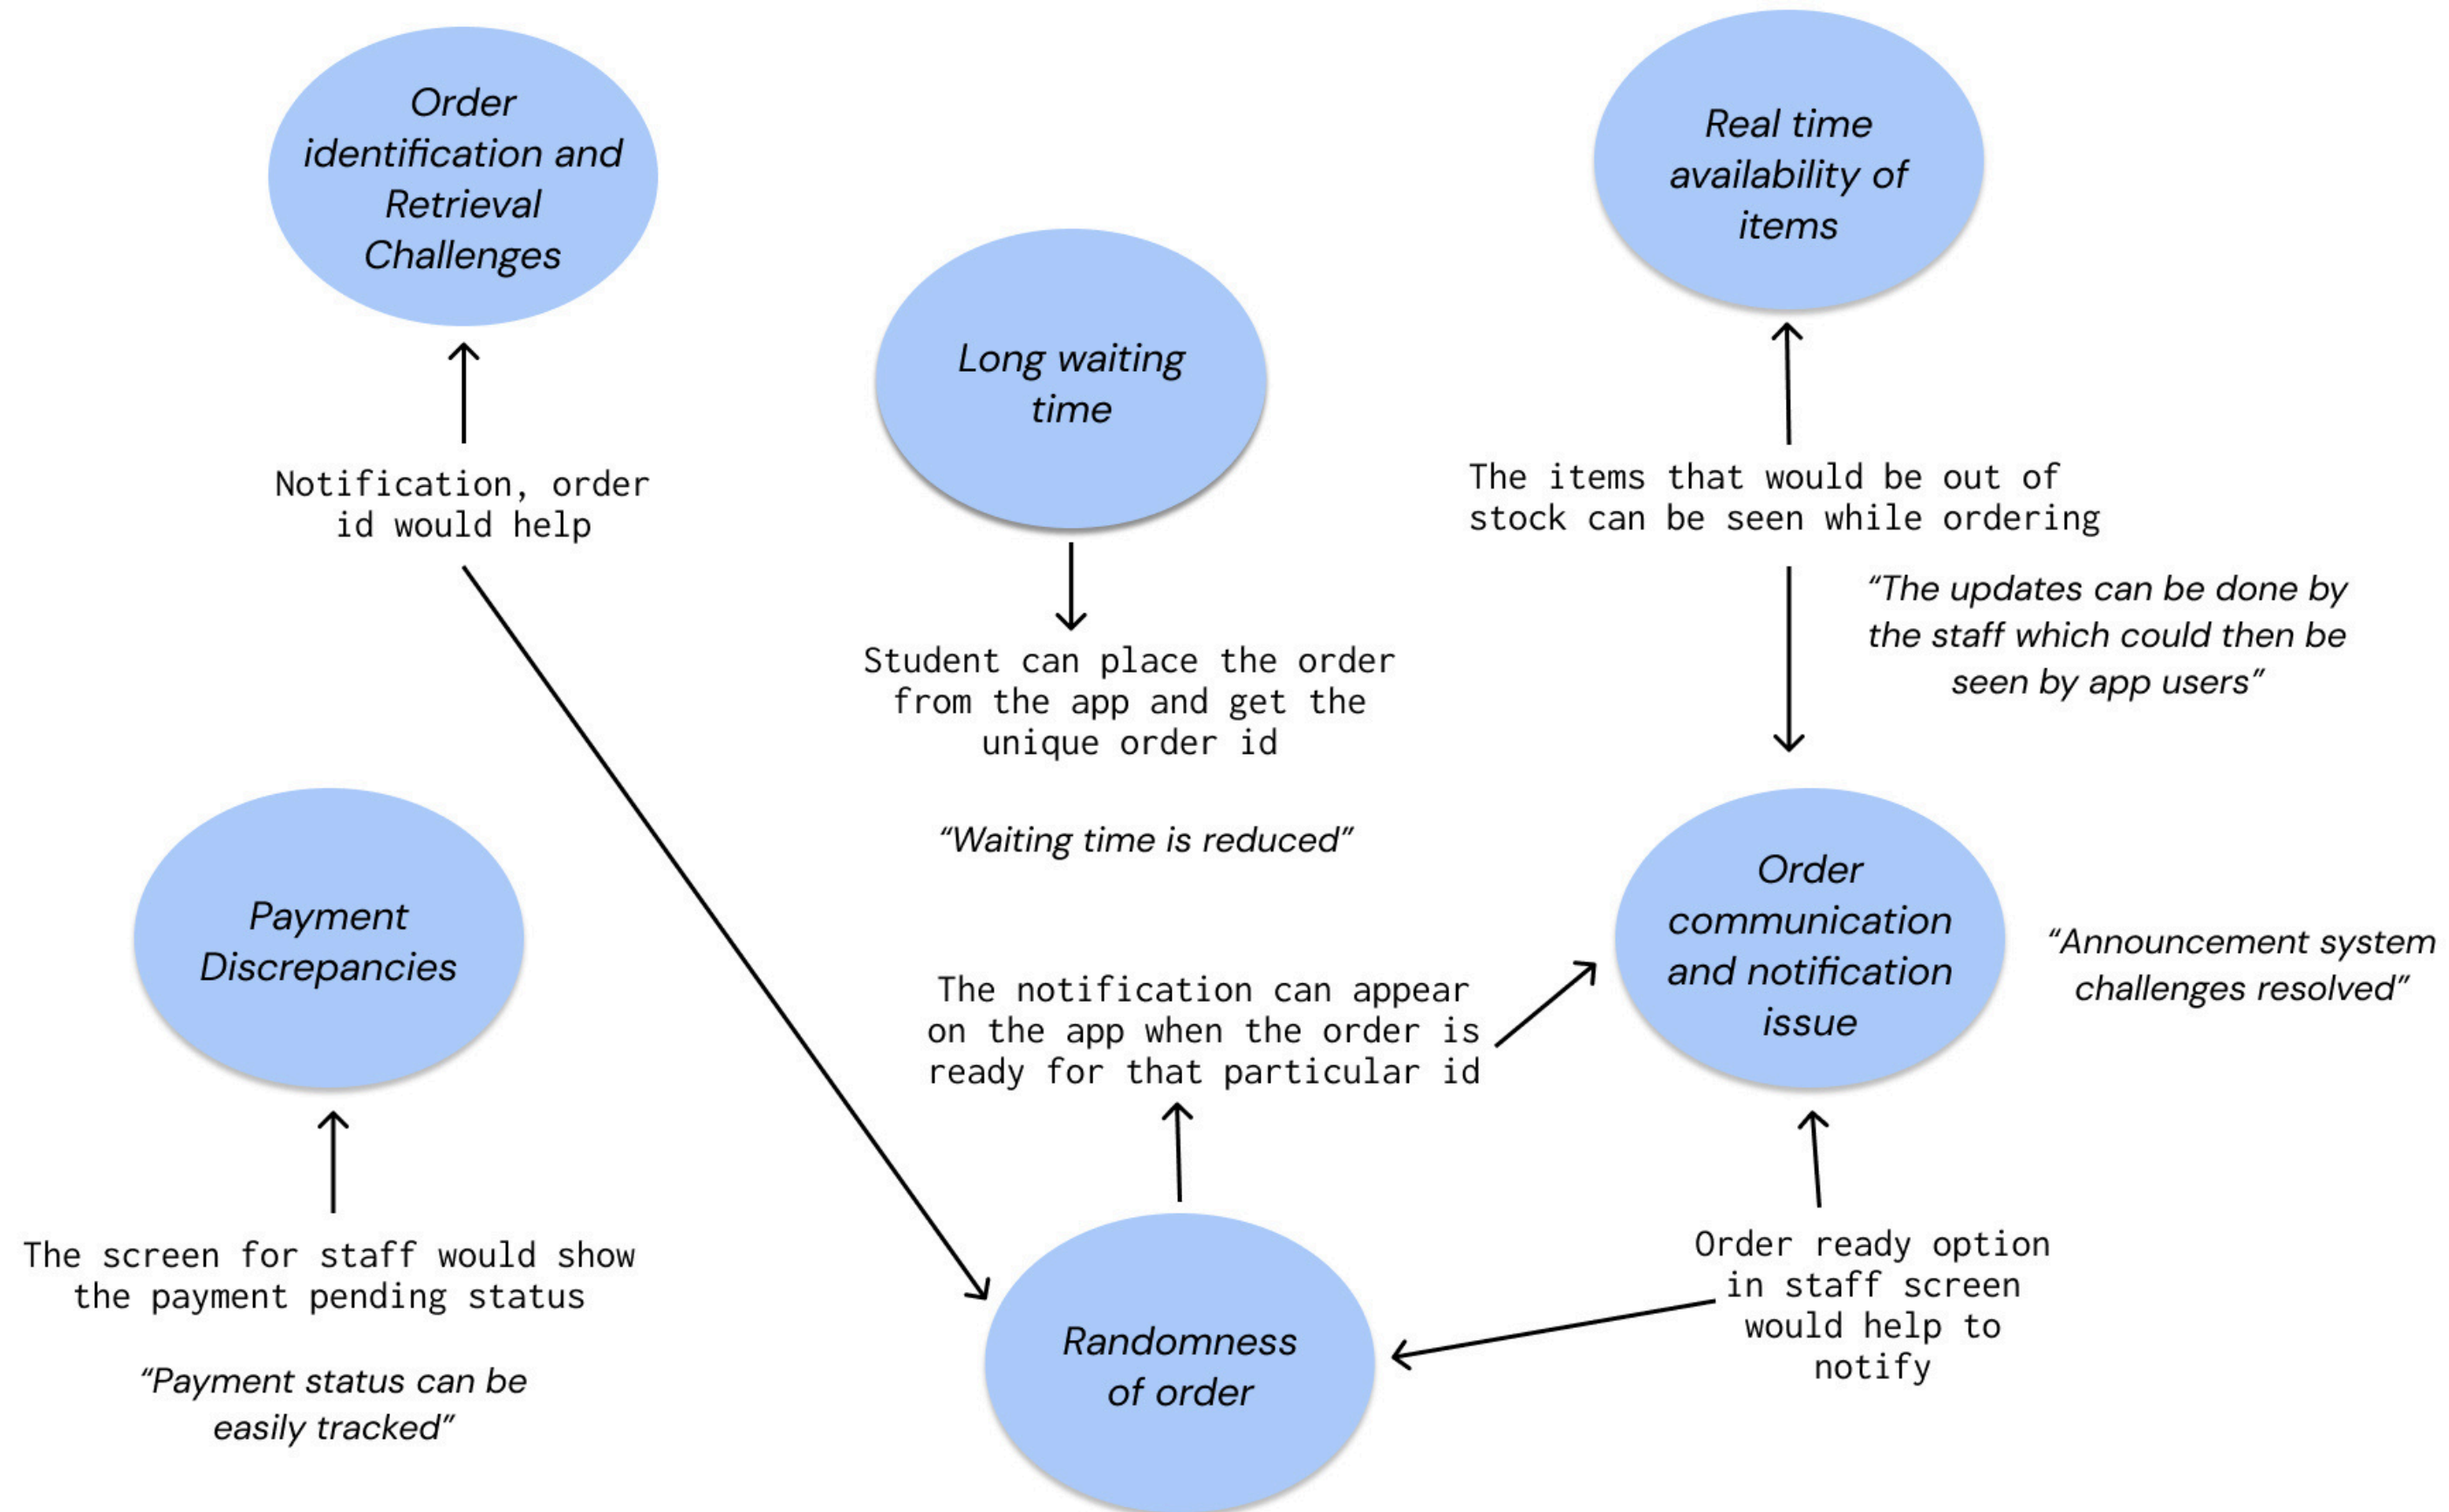 Order
identification and
Retrieval
Challenges
Real time
availability of
items
Long waiting
time
Notification, order
id would help
The items that would be out of
stock can be seen while ordering
“The updates can be done by
the staff which could then be
seen by app users”
Student can place the order
from the app and get the
unique order id
“Waiting time is reduced”
Payment
Discrepancies
Order
communication
and notification
issue
“Announcement system
challenges resolved”
The notification can appear
on the app when the order is
ready for that particular id
The screen for staff would show
the payment pending status
“Payment status can be
easily tracked”
Randomness
of order
Order ready option
in staff screen
would help to
notify